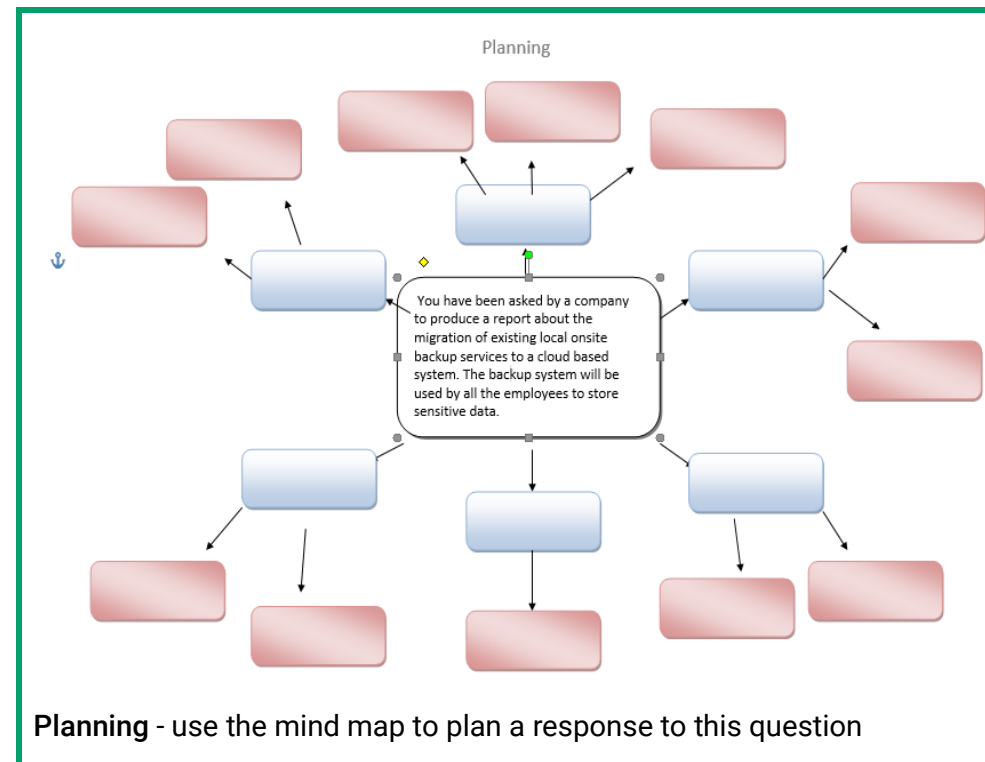 Planning
You have been asked by a company
to produce a report about the
migration of existing local onsite
backup services to a cloud based
system. The backup system will be
used by all the employees to store
sensitive data.
Planning - use the mind map to plan a response to this question